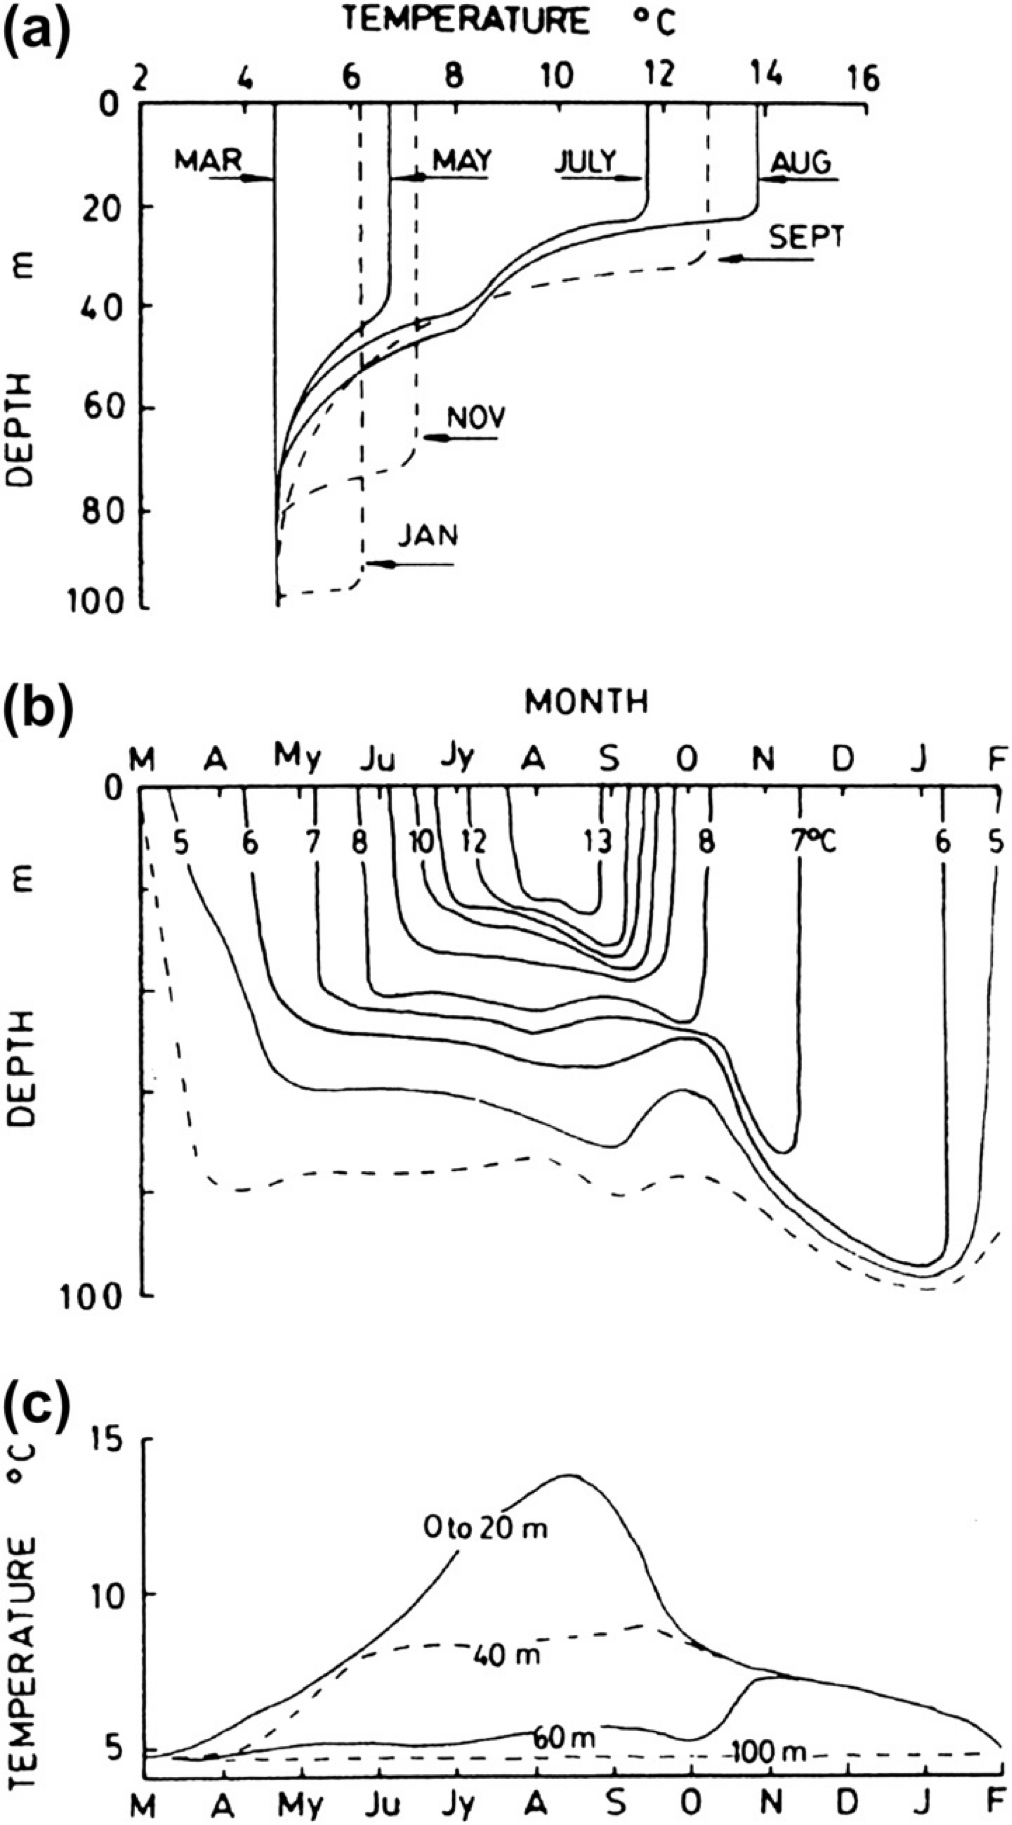 (a)
TEMPERATURE °C
2 4 6 8 10 12 14 16
0
MAR MAY JULY AUG
20
SEPT
m
40
DEPTH
60
NOV
80
JAN
100
(b)
MONTH
M A My Ju Jy A S O N D J F
0
5 6 7 8 10 12 13 8 7°C 6 5
m
DEPTH
100
(c)
15
TEMPERATURE °C
0 to 20 m
10
40 m
60 m
5
100 m
M A My Ju Jy A S O N D J F